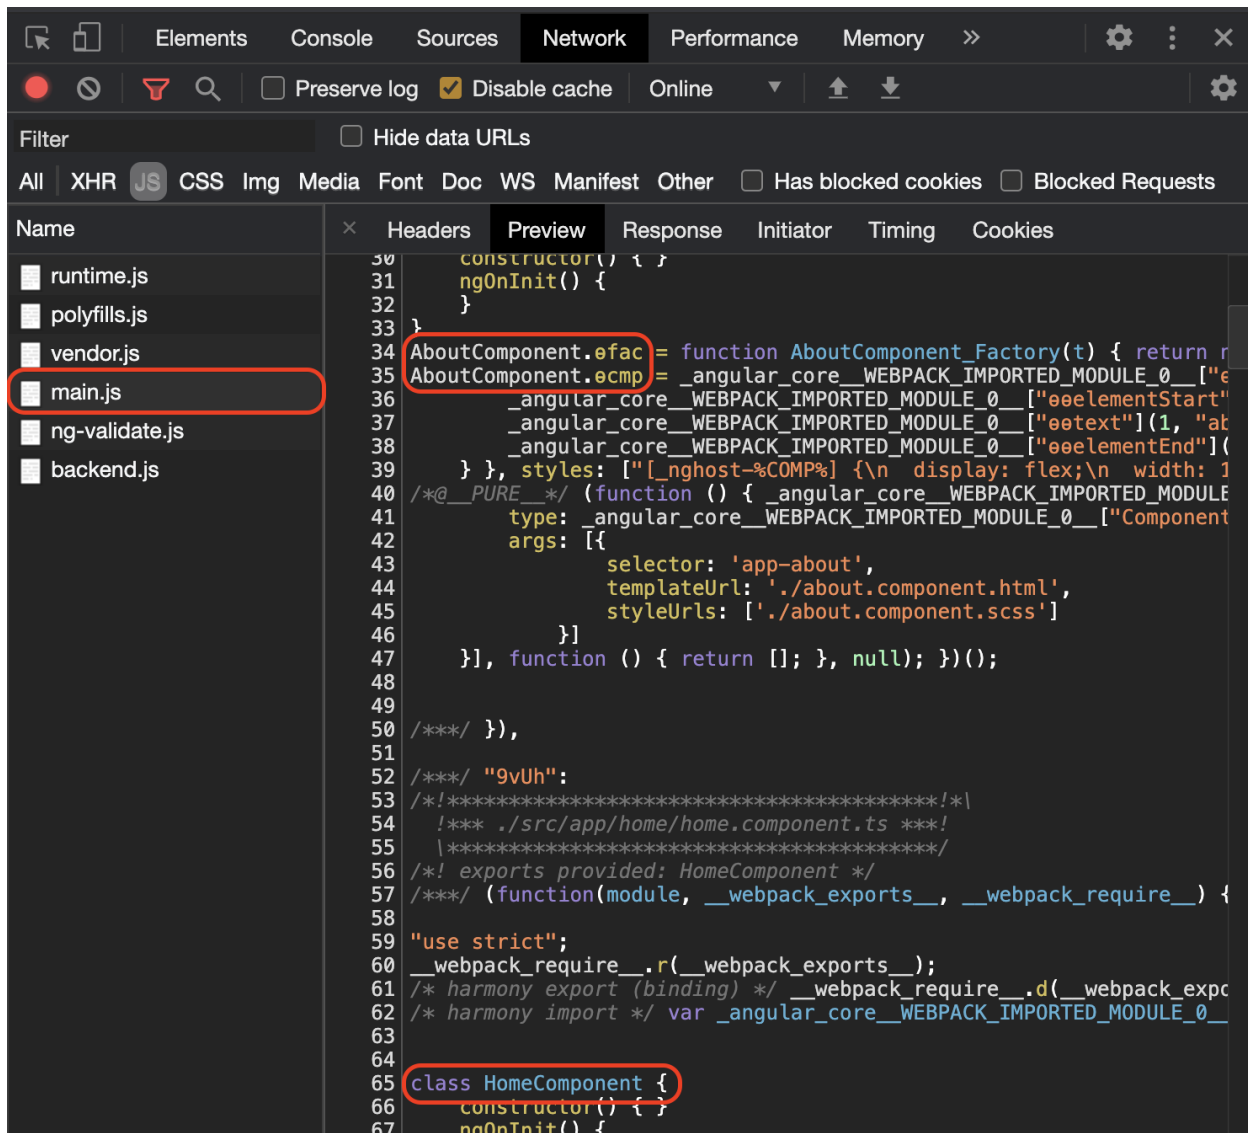 Elements Console Sources Network Performance Memory »
Preserve log Disable cache Online
Filter Hide data URLs
All XHR JS CSS Img Media Font Doc WS Manifest Other Has blocked cookies Blocked Requests
Name
runtime.js
polyfills.js
vendor.js
main.js
ng-validate.js
backend.js
× Headers Preview Response Initiator Timing Cookies
30 constructor() { }
31 ngOnInit() {
32 }
33 }
34 AboutComponent.ɵfac = function AboutComponent_Factory(t) { return
35 AboutComponent.ɵcmp = _angular_core__WEBPACK_IMPORTED_MODULE_0__["
36 _angular_core__WEBPACK_IMPORTED_MODULE_0__["ɵɵelementStart"
37 _angular_core__WEBPACK_IMPORTED_MODULE_0__["ɵɵtext"](1, "ab
38 _angular_core__WEBPACK_IMPORTED_MODULE_0__["ɵɵelementEnd"](
39 } }, styles: ["[_nghost-%COMP%] {\n  display: flex;\n  width: 1
40 /*@__PURE__*/ (function () { _angular_core__WEBPACK_IMPORTED_MODULE
41 type: _angular_core__WEBPACK_IMPORTED_MODULE_0__["Component
42 args: [{
43 selector: 'app-about',
44 templateUrl: './about.component.html',
45 styleUrls: ['./about.component.scss']
46 }]
47 }], function () { return []; }, null); })();
48
49
50 /***/ }),
51
52 /***/ "9vUh":
53 /*!****************************************!*\
54 !*** ./src/app/home/home.component.ts ***!
55 \****************************************/
56 /*! exports provided: HomeComponent */
57 /***/ (function(module, __webpack_exports__, __webpack_require__) {
58
59 "use strict";
60 __webpack_require__.r(__webpack_exports__);
61 /* harmony export (binding) */ __webpack_require__.d(__webpack_expo
62 /* harmony import */ var _angular_core__WEBPACK_IMPORTED_MODULE_0__
63
64
65 class HomeComponent {
66 constructor() { }
67 ngOnInit() {